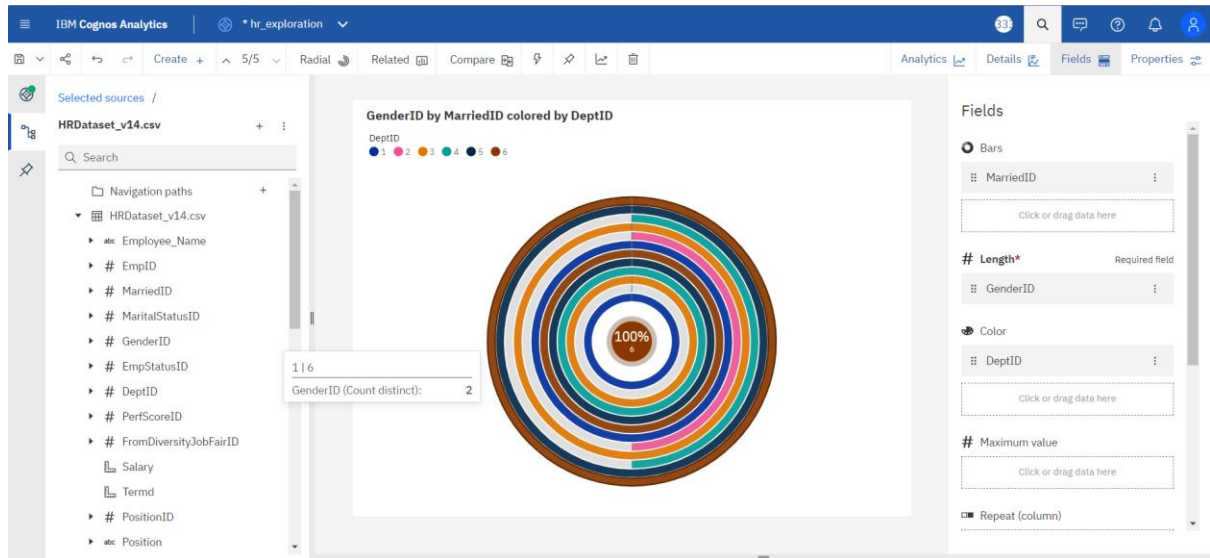 IBM Cognos Analytics
* hr_exploration
333
Create +
5/5
Radial
Related
Compare
Analytics
Details
Fields
Properties
Selected sources /
HRDataset_v14.csv
Search
Navigation paths
HRDataset_v14.csv
abc Employee_Name
# EmpID
# MarriedID
# MaritalStatusID
# GenderID
# EmpStatusID
# DeptID
# PerfScoreID
# FromDiversityJobFairID
Salary
Termd
# PositionID
abc Position
GenderID by MarriedID colored by DeptID
DeptID
1 2 3 4 5 6
100%
6
1 | 6
GenderID (Count distinct): 2
Fields
Bars
MarriedID
Click or drag data here
# Length* Required field
GenderID
Color
DeptID
Click or drag data here
# Maximum value
Click or drag data here
Repeat (column)